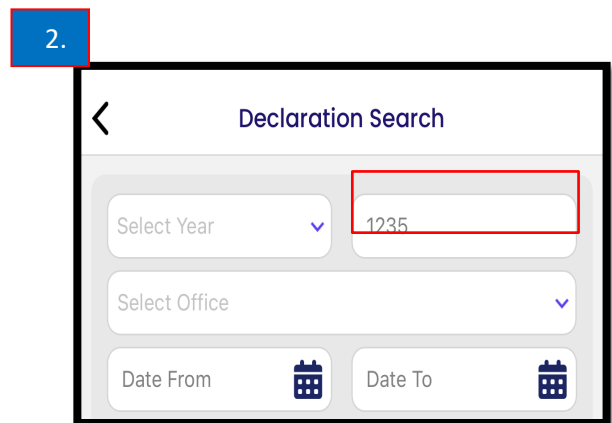 2.
Declaration Search
Select Year
1235
Select Office
Date From
Date To